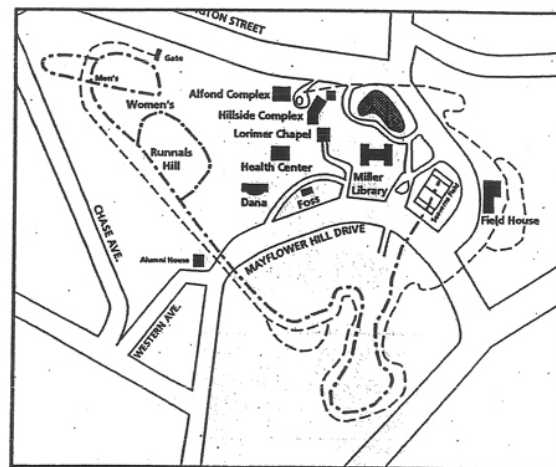 NGTON STREET
Gate
Men's
Women's
Runnals
Hill
Alfond Complex
Hillside Complex
Lorimer Chapel
Health Center
Dana
Foss
Miller
Library
Field House
CHASE AVE.
Alumni House
MAYFLOWER HILL DRIVE
WESTERN AVE.